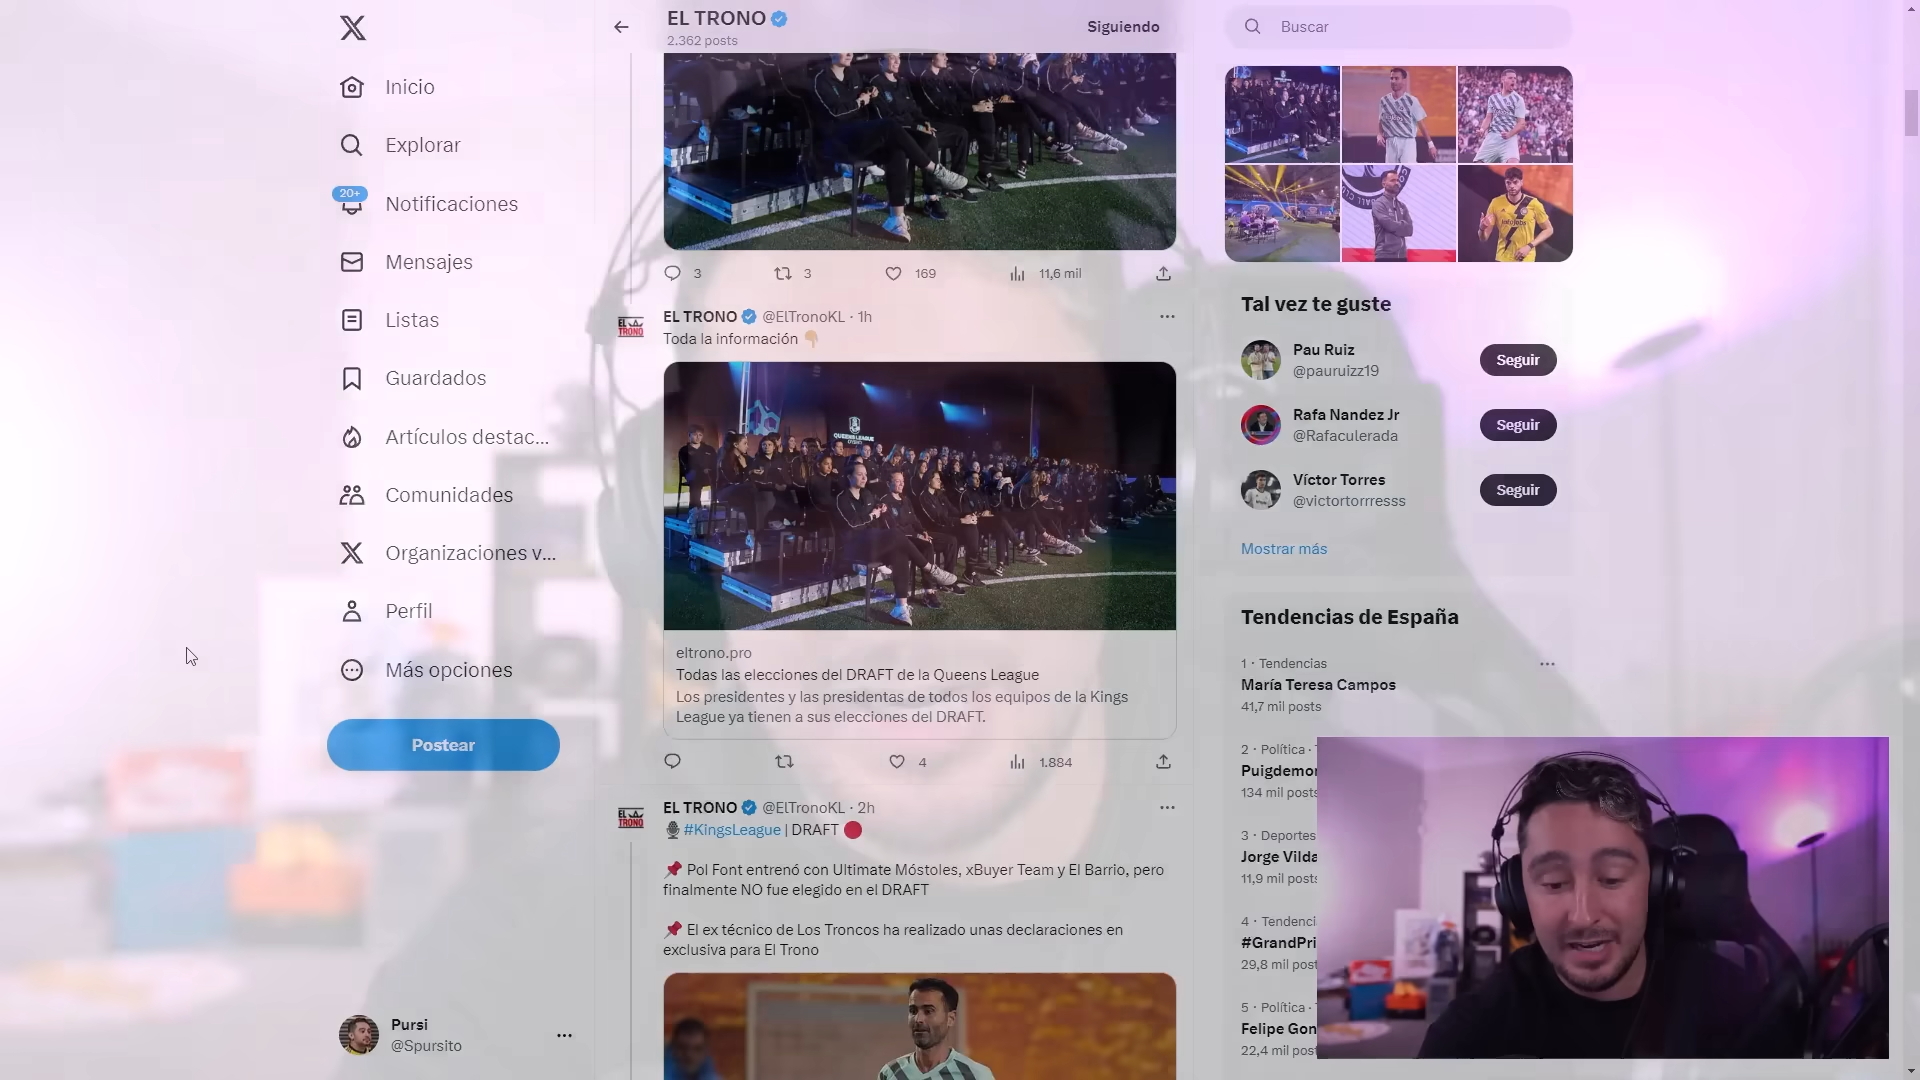 Inicio
Explorar
20+
Notificaciones
Mensajes
Listas
Guardados
Artículos destac...
Comunidades
Organizaciones v...
Perfil
Más opciones
Postear
Pursi
@Spursito
EL TRONO
2.362 posts
Siguiendo
3 3 169 11,6 mil
EL TRONO @ElTronoKL · 1h
Toda la información
QUEENS LEAGUE
eltrono.pro
Todas las elecciones del DRAFT de la Queens League
Los presidentes y las presidentas de todos los equipos de la Kings
League ya tienen a sus elecciones del DRAFT.
4 1.884
EL TRONO @ElTronoKL · 2h
#KingsLeague | DRAFT
Pol Font entrenó con Ultimate Móstoles, xBuyer Team y El Barrio, pero
finalmente NO fue elegido en el DRAFT
El ex técnico de Los Troncos ha realizado unas declaraciones en
exclusiva para El Trono
Buscar
Tal vez te guste
Pau Ruiz
@pauruizz19
Seguir
Rafa Nandez Jr
@Rafaculerada
Seguir
Víctor Torres
@victortorrresss
Seguir
Mostrar más
Tendencias de España
1 · Tendencias
María Teresa Campos
41,7 mil posts
2 · Política ·
Puigdemon
134 mil posts
3 · Deportes
Jorge Vilda
11,9 mil posts
4 · Tendenci
#GrandPri
29,8 mil post
5 · Política ·
Felipe Gon
22,4 mil post